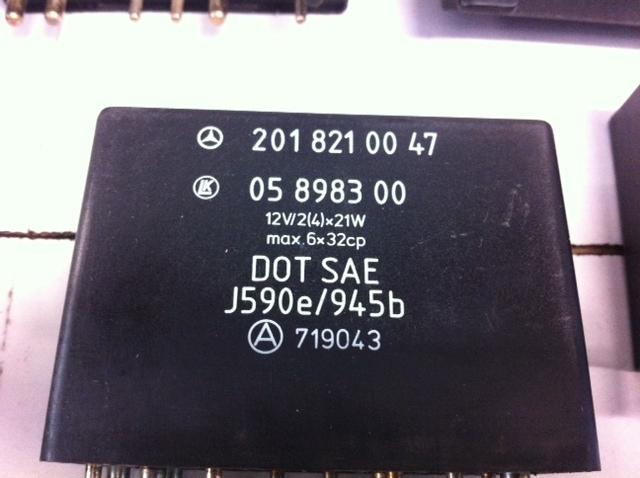 201 821 00 47
LK 05 8983 00
12V/2(4)×21W
max.6×32cp
DOT SAE
J590e/945b
A 719043